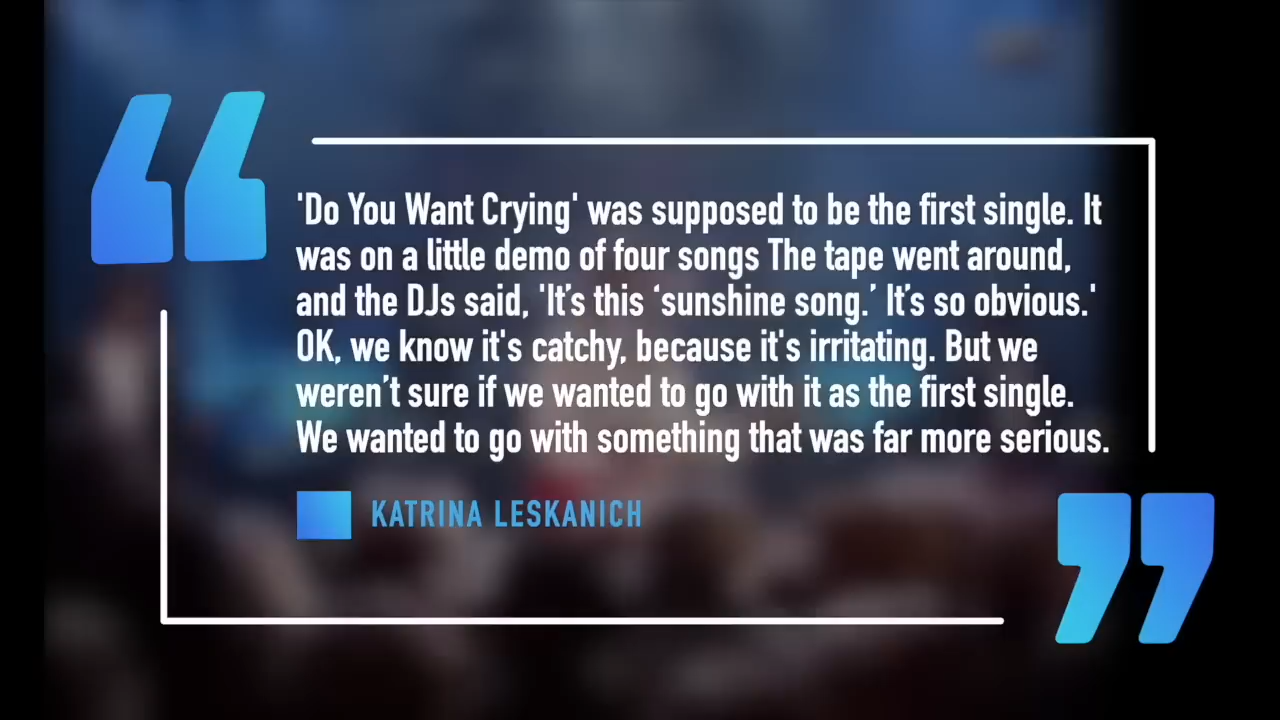 'Do You Want Crying' was supposed to be the first single. It
was on a little demo of four songs The tape went around,
and the DJs said, 'It’s this ‘sunshine song.’ It’s so obvious.'
OK, we know it's catchy, because it's irritating. But we
weren’t sure if we wanted to go with it as the first single.
We wanted to go with something that was far more serious.
KATRINA LESKANICH